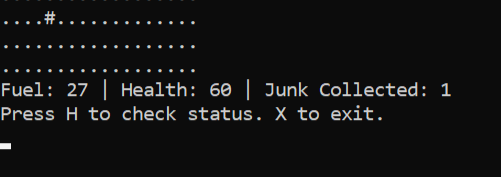 ....#.............
..................
..................
Fuel: 27 | Health: 60 | Junk Collected: 1
Press H to check status. X to exit.